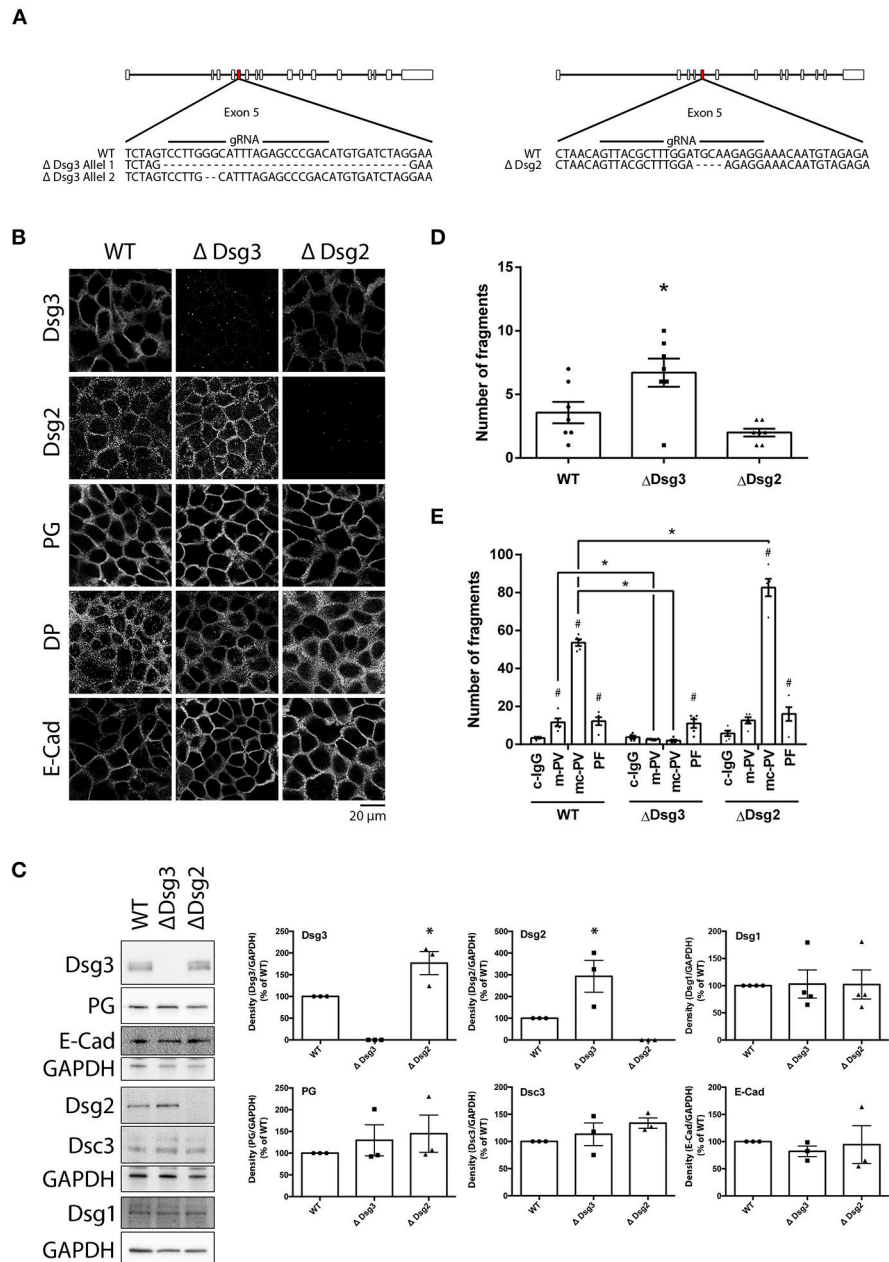 A
Exon 5
gRNA
WT TCTAGTCCTTGGGCATTTAGAGCCCGACATGTGATCTAGGAA
Δ Dsg3 Allel 1 TCTAG----------------------------------GAA
Δ Dsg3 Allel 2 TCTAGTCCTTG--CATTTAGAGCCCGACATGTGATCTAGGAA
Exon 5
gRNA
WT CTAACAGTTACGCTTTGGATGCAAGAGGAAACAATGTAGAGA
Δ Dsg2 CTAACAGTTACGCTTTGGA----AGAGGAAACAATGTAGAGA
B
WT Δ Dsg3 Δ Dsg2
Dsg3
Dsg2
PG
DP
E-Cad
20 µm
D
Number of fragments
15
10
5
0
*
WT ΔDsg3 ΔDsg2
E
Number of fragments
100
80
60
40
20
0
*
*
*
# # # # # #
c-IgG m-PV mc-PV PF c-IgG m-PV mc-PV PF c-IgG m-PV mc-PV PF
WT ΔDsg3 ΔDsg2
C
WT ΔDsg3 ΔDsg2
Dsg3
PG
E-Cad
GAPDH
Dsg2
Dsc3
GAPDH
Dsg1
GAPDH
Dsg3
Density (Dsg3/GAPDH)
(% of WT)
250
200
150
100
50
0
*
WT Δ Dsg3 Δ Dsg2
Dsg2
Density (Dsg2/GAPDH)
(% of WT)
500
400
300
200
100
0
*
WT Δ Dsg3 Δ Dsg2
Dsg1
Density (Dsg1/GAPDH)
(% of WT)
200
150
100
50
0
WT Δ Dsg3 Δ Dsg2
PG
Density (PG/GAPDH)
(% of WT)
250
200
150
100
50
0
WT Δ Dsg3 Δ Dsg2
Dsc3
Density (Dsc3/GAPDH)
(% of WT)
200
150
100
50
0
WT Δ Dsg3 Δ Dsg2
E-Cad
Density (E-Cad/GAPDH)
(% of WT)
200
150
100
50
0
WT Δ Dsg3 Δ Dsg2